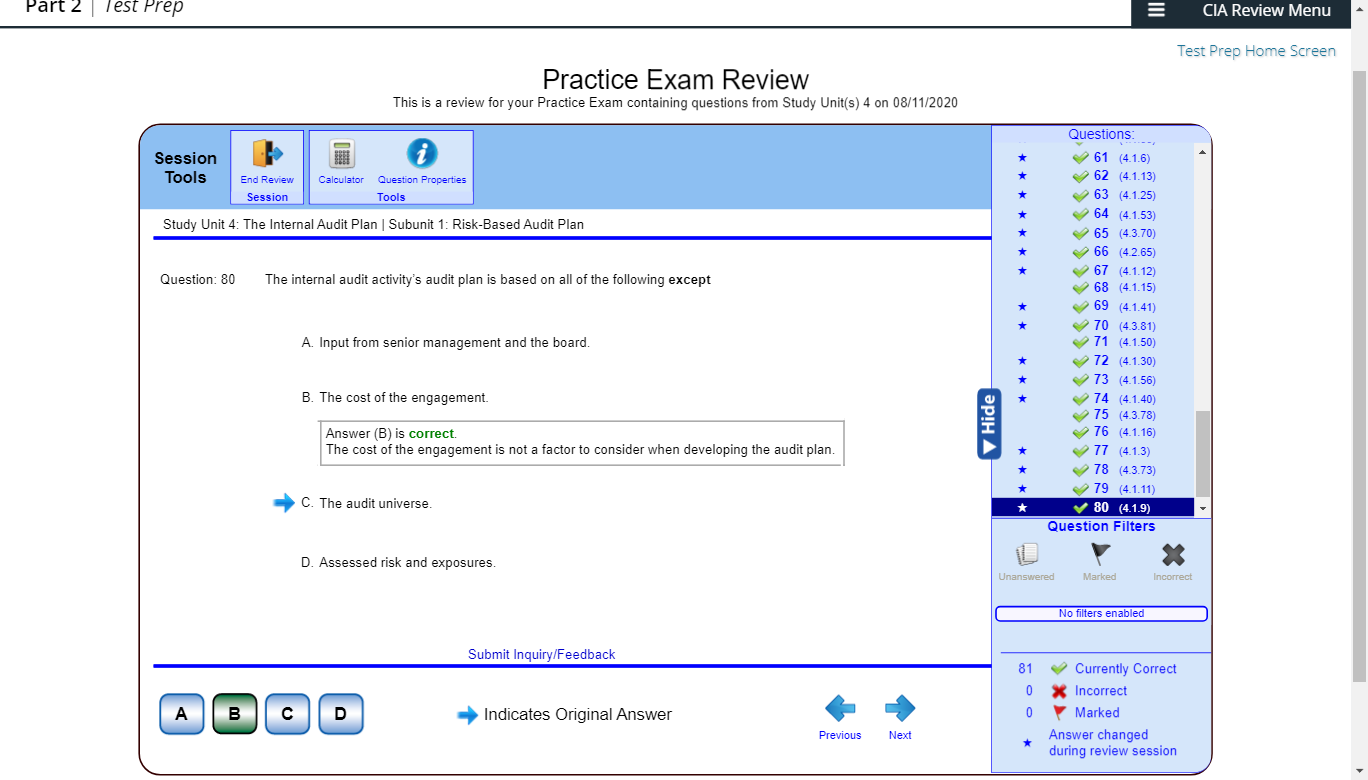 Part 2 | Test Prep
CIA Review Menu
Test Prep Home Screen
Practice Exam Review
This is a review for your Practice Exam containing questions from Study Unit(s) 4 on 08/11/2020
Session Tools
End Review
Session
Calculator
Question Properties
Tools
Study Unit 4: The Internal Audit Plan | Subunit 1: Risk-Based Audit Plan
Question: 80 The internal audit activity's audit plan is based on all of the following except
A. Input from senior management and the board.
B. The cost of the engagement.
Answer (B) is correct.
The cost of the engagement is not a factor to consider when developing the audit plan.
C. The audit universe.
D. Assessed risk and exposures.
Submit Inquiry/Feedback
A B C D
Indicates Original Answer
Previous
Next
Hide
Questions:
61 (4.1.6)
62 (4.1.13)
63 (4.1.25)
64 (4.1.53)
65 (4.3.70)
66 (4.2.65)
67 (4.1.12)
68 (4.1.15)
69 (4.1.41)
70 (4.3.81)
71 (4.1.50)
72 (4.1.30)
73 (4.1.56)
74 (4.1.40)
75 (4.3.78)
76 (4.1.16)
77 (4.1.3)
78 (4.3.73)
79 (4.1.11)
80 (4.1.9)
Question Filters
Unanswered
Marked
Incorrect
No filters enabled
81 Currently Correct
0 Incorrect
0 Marked
Answer changed
during review session